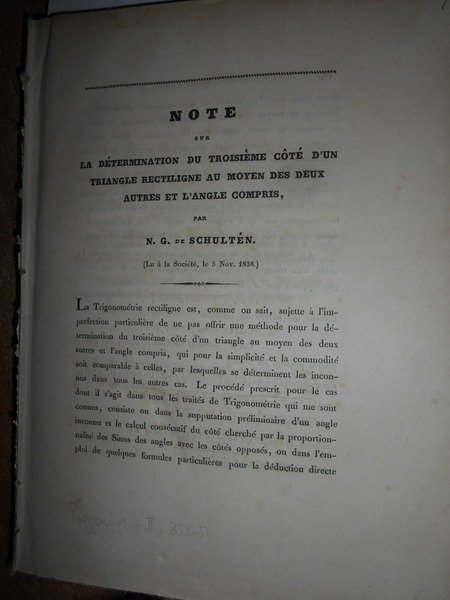 NOTE
SUR
LA DÉTERMINATION DU TROISIÈME CÔTÉ D'UN
TRIANGLE RECTILIGNE AU MOYEN DES DEUX
AUTRES ET L'ANGLE COMPRIS,
PAR
N. G. DE SCHULTÉN.
(Lu à la Société, le 5 Nov. 1838.)
La Trigonométrie rectiligne est, comme on sait, sujette à l'im-
perfection particulière de ne pas offrir une méthode pour la dé-
termination du troisième côté d'un triangle au moyen des deux
autres et l'angle compris, qui pour la simplicité et la commodité
soit comparable à celles, par lesquelles se déterminent les incon-
nus dans tous les autres cas. Le procédé prescrit pour le cas
dont il s'agit dans tous les traités de Trigonométrie qui me sont
connus, consiste ou dans la supputation préliminaire d'un angle
inconnu et le calcul consécutif du côté cherché par la proportion-
nalité des Sinus des angles avec les côtés opposés, ou dans l'em-
ploi de quelques formules particulières pour la déduction directe
II, 858-59